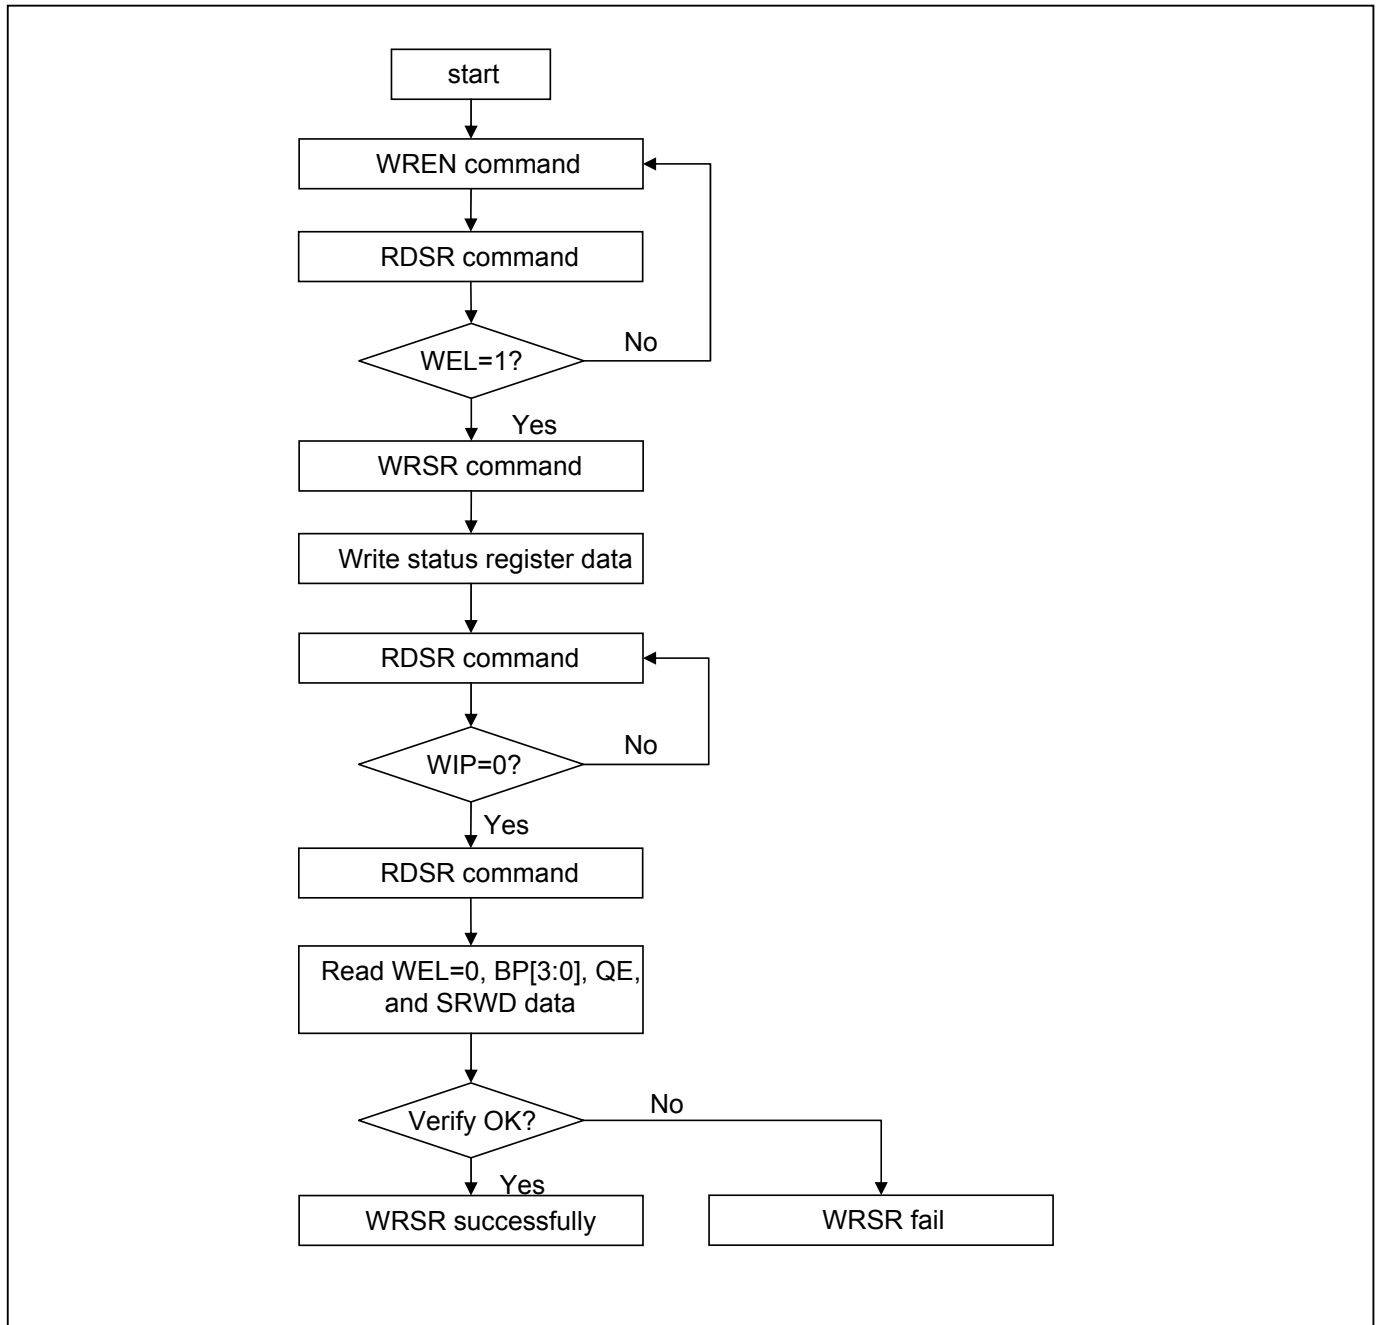 start
WREN command
RDSR command
WEL=1?
No
Yes
WRSR command
Write status register data
RDSR command
WIP=0?
No
Yes
RDSR command
Read WEL=0, BP[3:0], QE,
and SRWD data
Verify OK?
No
Yes
WRSR successfully
WRSR fail